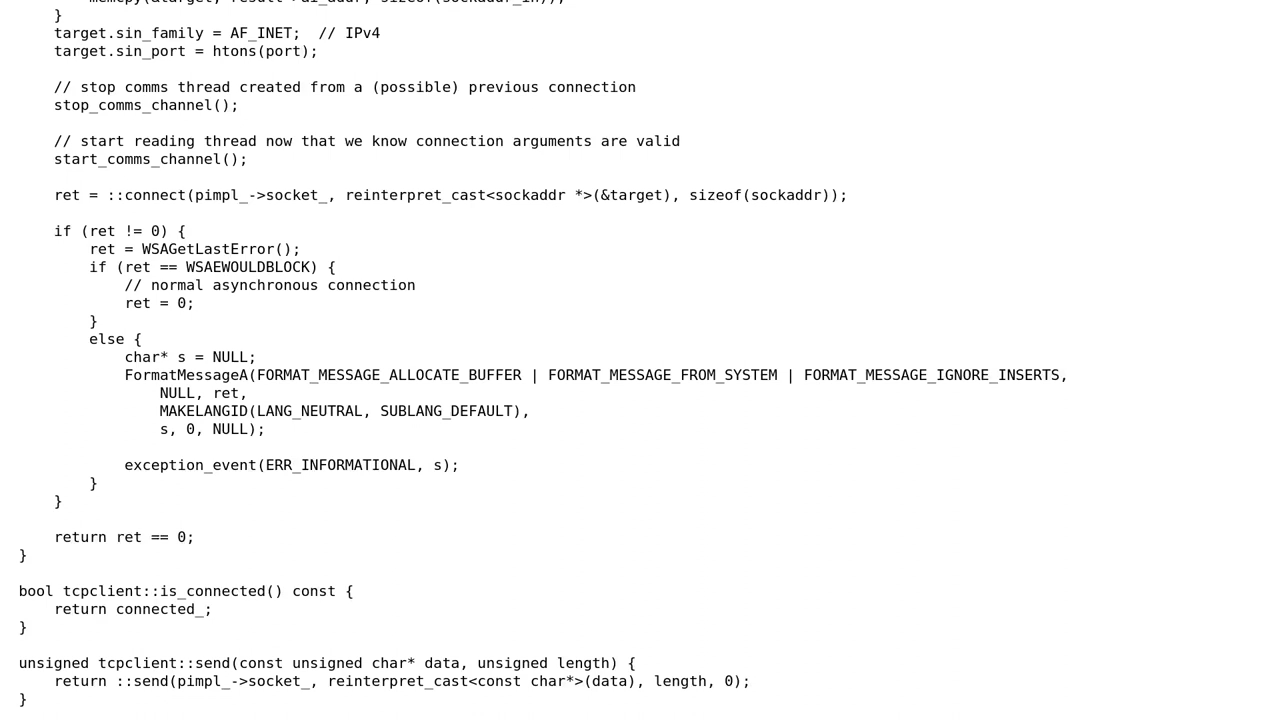 }
target.sin_family = AF_INET;  // IPv4
target.sin_port = htons(port);
// stop comms thread created from a (possible) previous connection
stop_comms_channel();
// start reading thread now that we know connection arguments are valid
start_comms_channel();
ret = ::connect(pimpl_->socket_, reinterpret_cast<sockaddr *>(&target), sizeof(sockaddr));
if (ret != 0) {
ret = WSAGetLastError();
if (ret == WSAEWOULDBLOCK) {
// normal asynchronous connection
ret = 0;
}
else {
char* s = NULL;
FormatMessageA(FORMAT_MESSAGE_ALLOCATE_BUFFER | FORMAT_MESSAGE_FROM_SYSTEM | FORMAT_MESSAGE_IGNORE_INSERTS,
NULL, ret,
MAKELANGID(LANG_NEUTRAL, SUBLANG_DEFAULT),
s, 0, NULL);
exception_event(ERR_INFORMATIONAL, s);
}
}
return ret == 0;
}
bool tcpclient::is_connected() const {
return connected_;
}
unsigned tcpclient::send(const unsigned char* data, unsigned length) {
return ::send(pimpl_->socket_, reinterpret_cast<const char*>(data), length, 0);
}